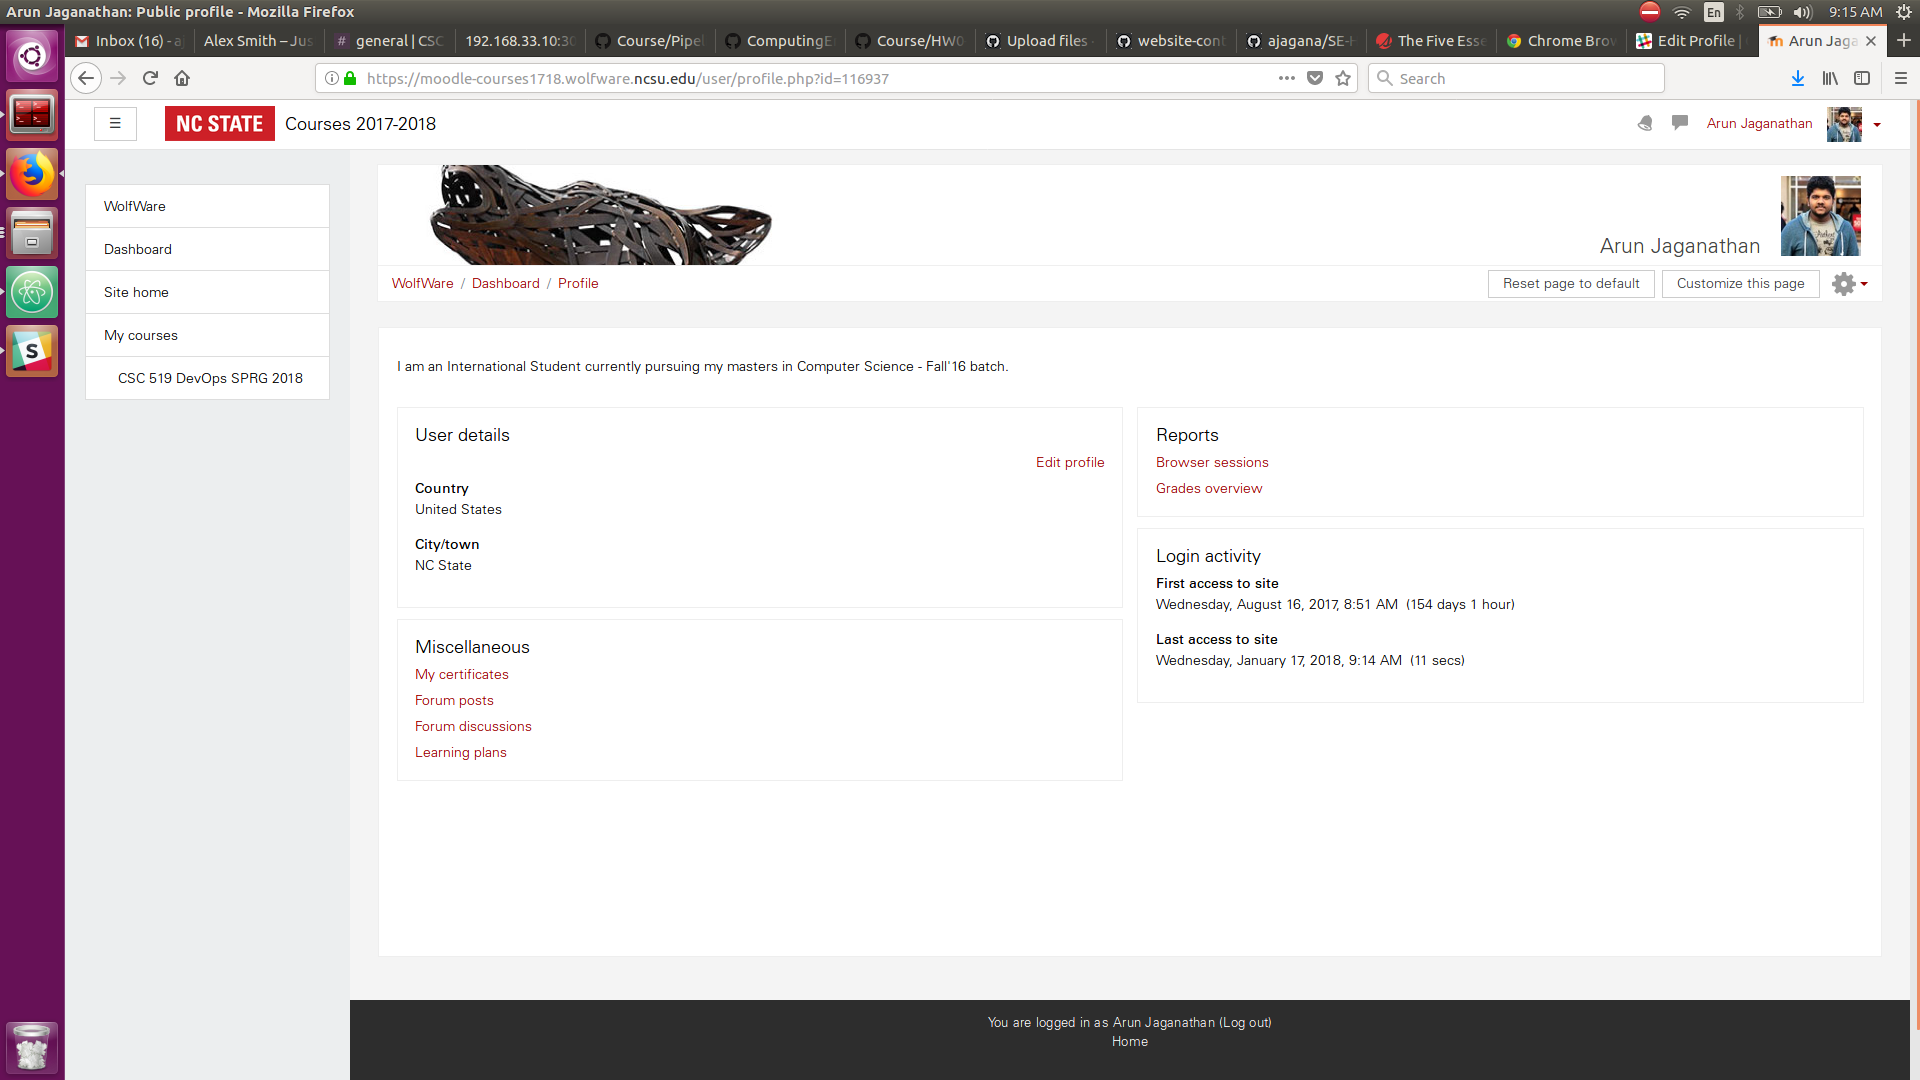 Arun Jaganathan: Public profile - Mozilla Firefox
En
9:15 AM
Inbox (16) - a
Alex Smith – Jus
# general | CSC
192.168.33.10:30
Course/Pipel
ComputingE
Course/HW0
Upload files
website-cont
ajagana/SE-H
The Five Esse
Chrome Brow
Edit Profile |
Arun Jaga
https://moodle-courses1718.wolfware.ncsu.edu/user/profile.php?id=116937
Search
NC STATE
Courses 2017-2018
Arun Jaganathan
WolfWare
Dashboard
Site home
My courses
CSC 519 DevOps SPRG 2018
Arun Jaganathan
WolfWare / Dashboard / Profile
Reset page to default
Customize this page
I am an International Student currently pursuing my masters in Computer Science - Fall'16 batch.
User details
Edit profile
Country
United States
City/town
NC State
Miscellaneous
My certificates
Forum posts
Forum discussions
Learning plans
Reports
Browser sessions
Grades overview
Login activity
First access to site
Wednesday, August 16, 2017, 8:51 AM (154 days 1 hour)
Last access to site
Wednesday, January 17, 2018, 9:14 AM (11 secs)
You are logged in as Arun Jaganathan (Log out)
Home